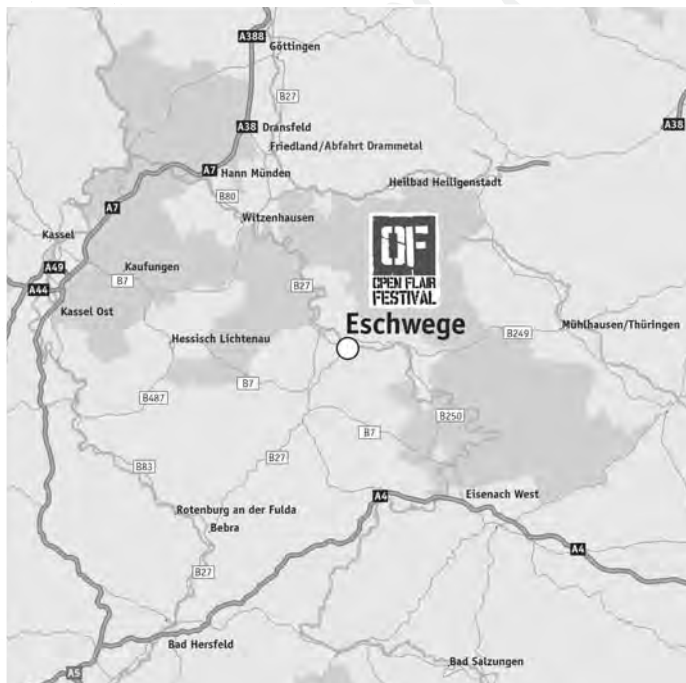 A388
Göttingen
B27
A38
Dransfeld
A38
Friedland/Abfahrt Drammetal
A7
Hann Münden
Heilbad Heiligenstadt
B80
A7
Witzenhausen
Kassel
OF
OPEN FLAIR
FESTIVAL
A49
Kaufungen
B7
B27
A44
Kassel Ost
Eschwege
Mühlhausen/Thüringen
B249
Hessisch Lichtenau
B7
B487
B250
B7
B27
B83
A4
Eisenach West
Rotenburg an der Fulda
Bebra
A4
B27
Bad Hersfeld
Bad Salzungen
A5